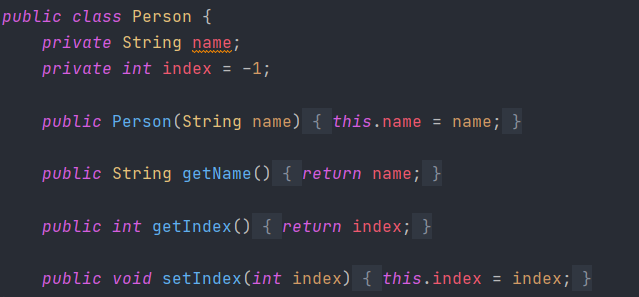 public class Person {
private String name;
private int index = -1;
public Person(String name) { this.name = name; }
public String getName() { return name; }
public int getIndex() { return index; }
public void setIndex(int index) { this.index = index; }